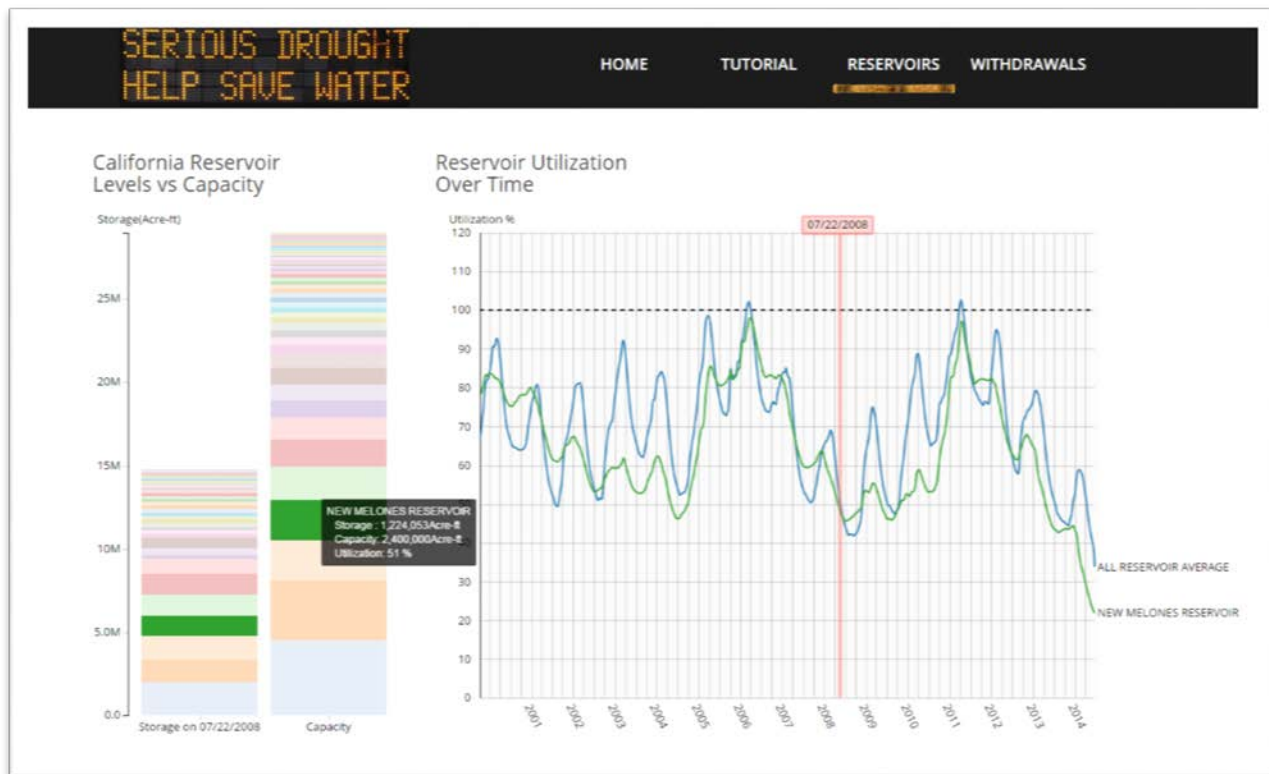 SERIOUS DROUGHT
HELP SAVE WATER
HOME TUTORIAL RESERVOIRS WITHDRAWALS
California Reservoir
Levels vs Capacity
Storage(Acre-ft)
25M
20M
15M
10M
5.0M
0.0
Storage on 07/22/2008 Capacity
NEW MELONES RESERVOIR
Storage : 1,224,053Acre-ft
Capacity: 2,400,000Acre-ft
Utilization: 51 %
Reservoir Utilization
Over Time
Utilization %
07/22/2008
120
110
100
90
80
70
60
30
20
10
0
2001 2002 2003 2004 2005 2006 2007 2008 2009 2010 2011 2012 2013 2014
ALL RESERVOIR AVERAGE
NEW MELONES RESERVOIR